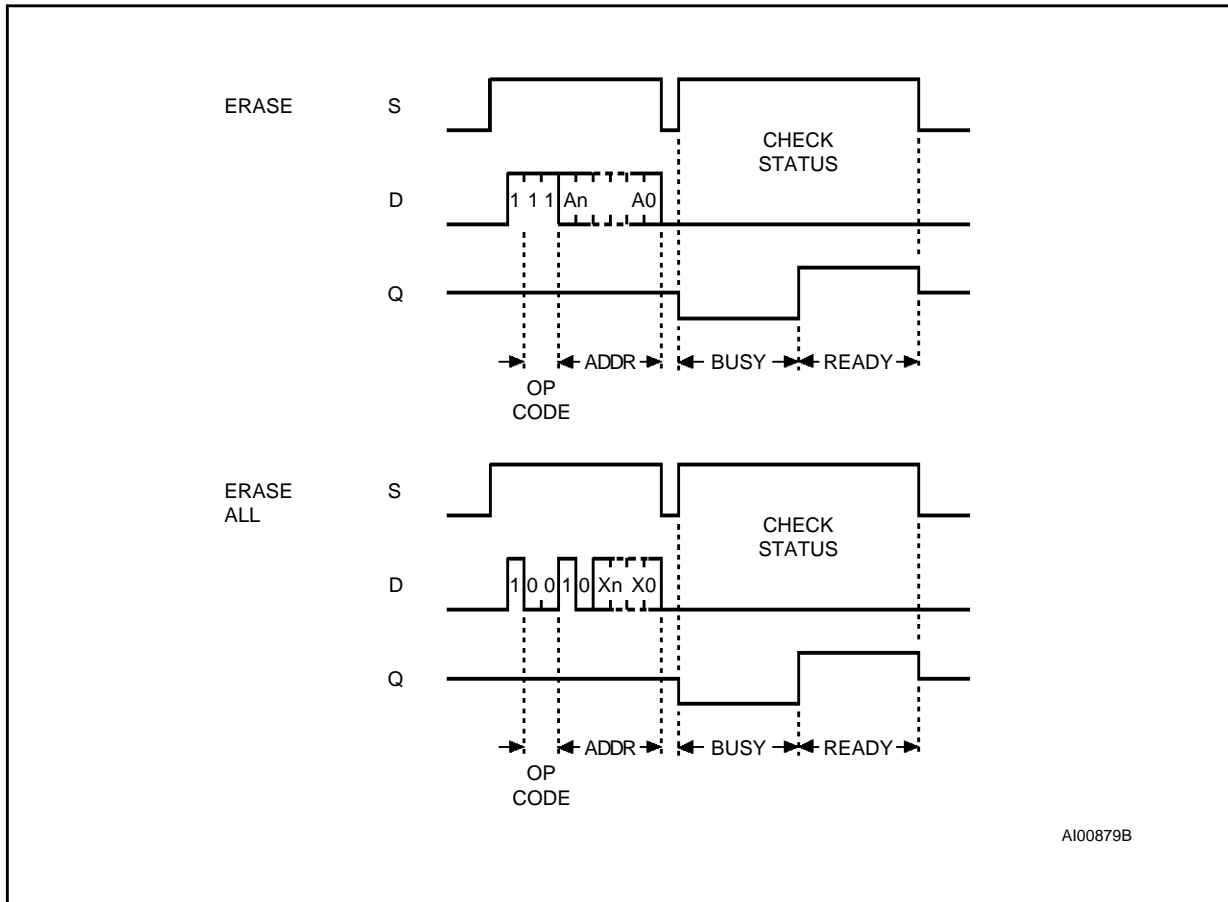 ERASE S
CHECK
STATUS
D 1 1 1 An A0
Q
ADDR BUSY READY
OP
CODE
ERASE
ALL
S
CHECK
STATUS
D 1 0 0 1 0 Xn X0
Q
ADDR BUSY READY
OP
CODE
AI00879B